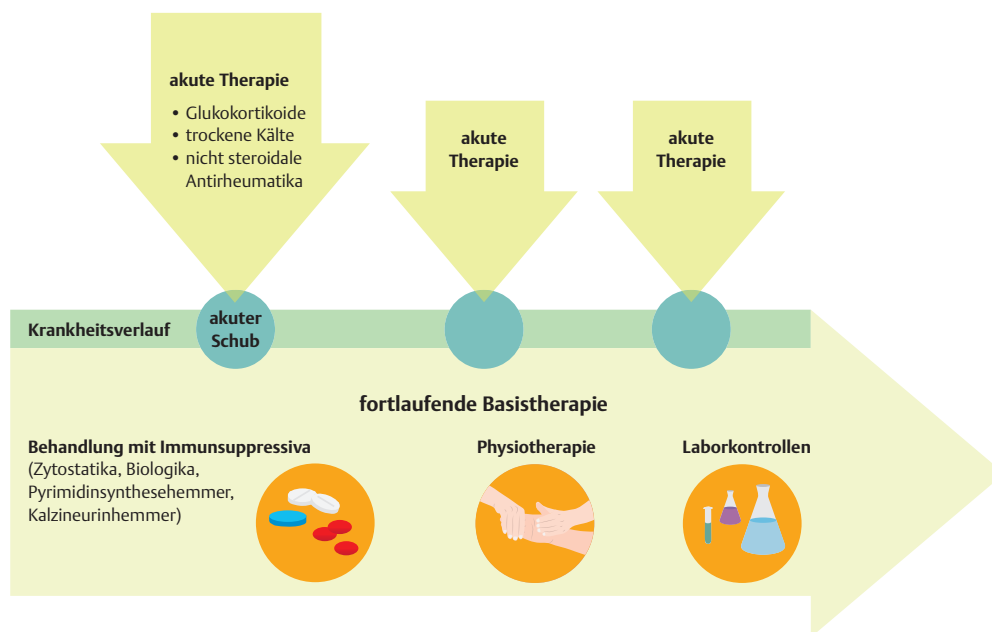 akute Therapie
• Glukokortikoide
• trockene Kälte
• nicht steroidale
Antirheumatika
akute
Therapie
akute
Therapie
Krankheitsverlauf
akuter
Schub
fortlaufende Basistherapie
Behandlung mit Immunsuppressiva
(Zytostatika, Biologika,
Pyrimidinsynthesehemmer,
Kalzineurinhemmer)
Physiotherapie
Laborkontrollen